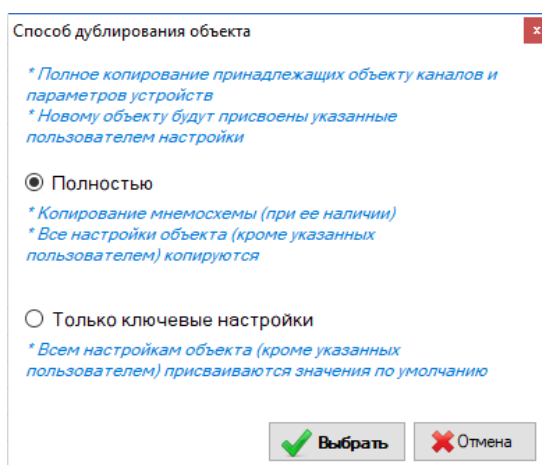 Способ дублирования объекта
x
* Полное копирование принадлежащих объекту каналов и
параметров устройств
* Новому объекту будут присвоены указанные
пользователем настройки
Полностью
* Копирование мнемосхемы (при ее наличии)
* Все настройки объекта (кроме указанных
пользователем) копируются
Только ключевые настройки
* Всем настройкам объекта (кроме указанных
пользователем) присваиваются значения по умолчанию
Выбрать
Отмена